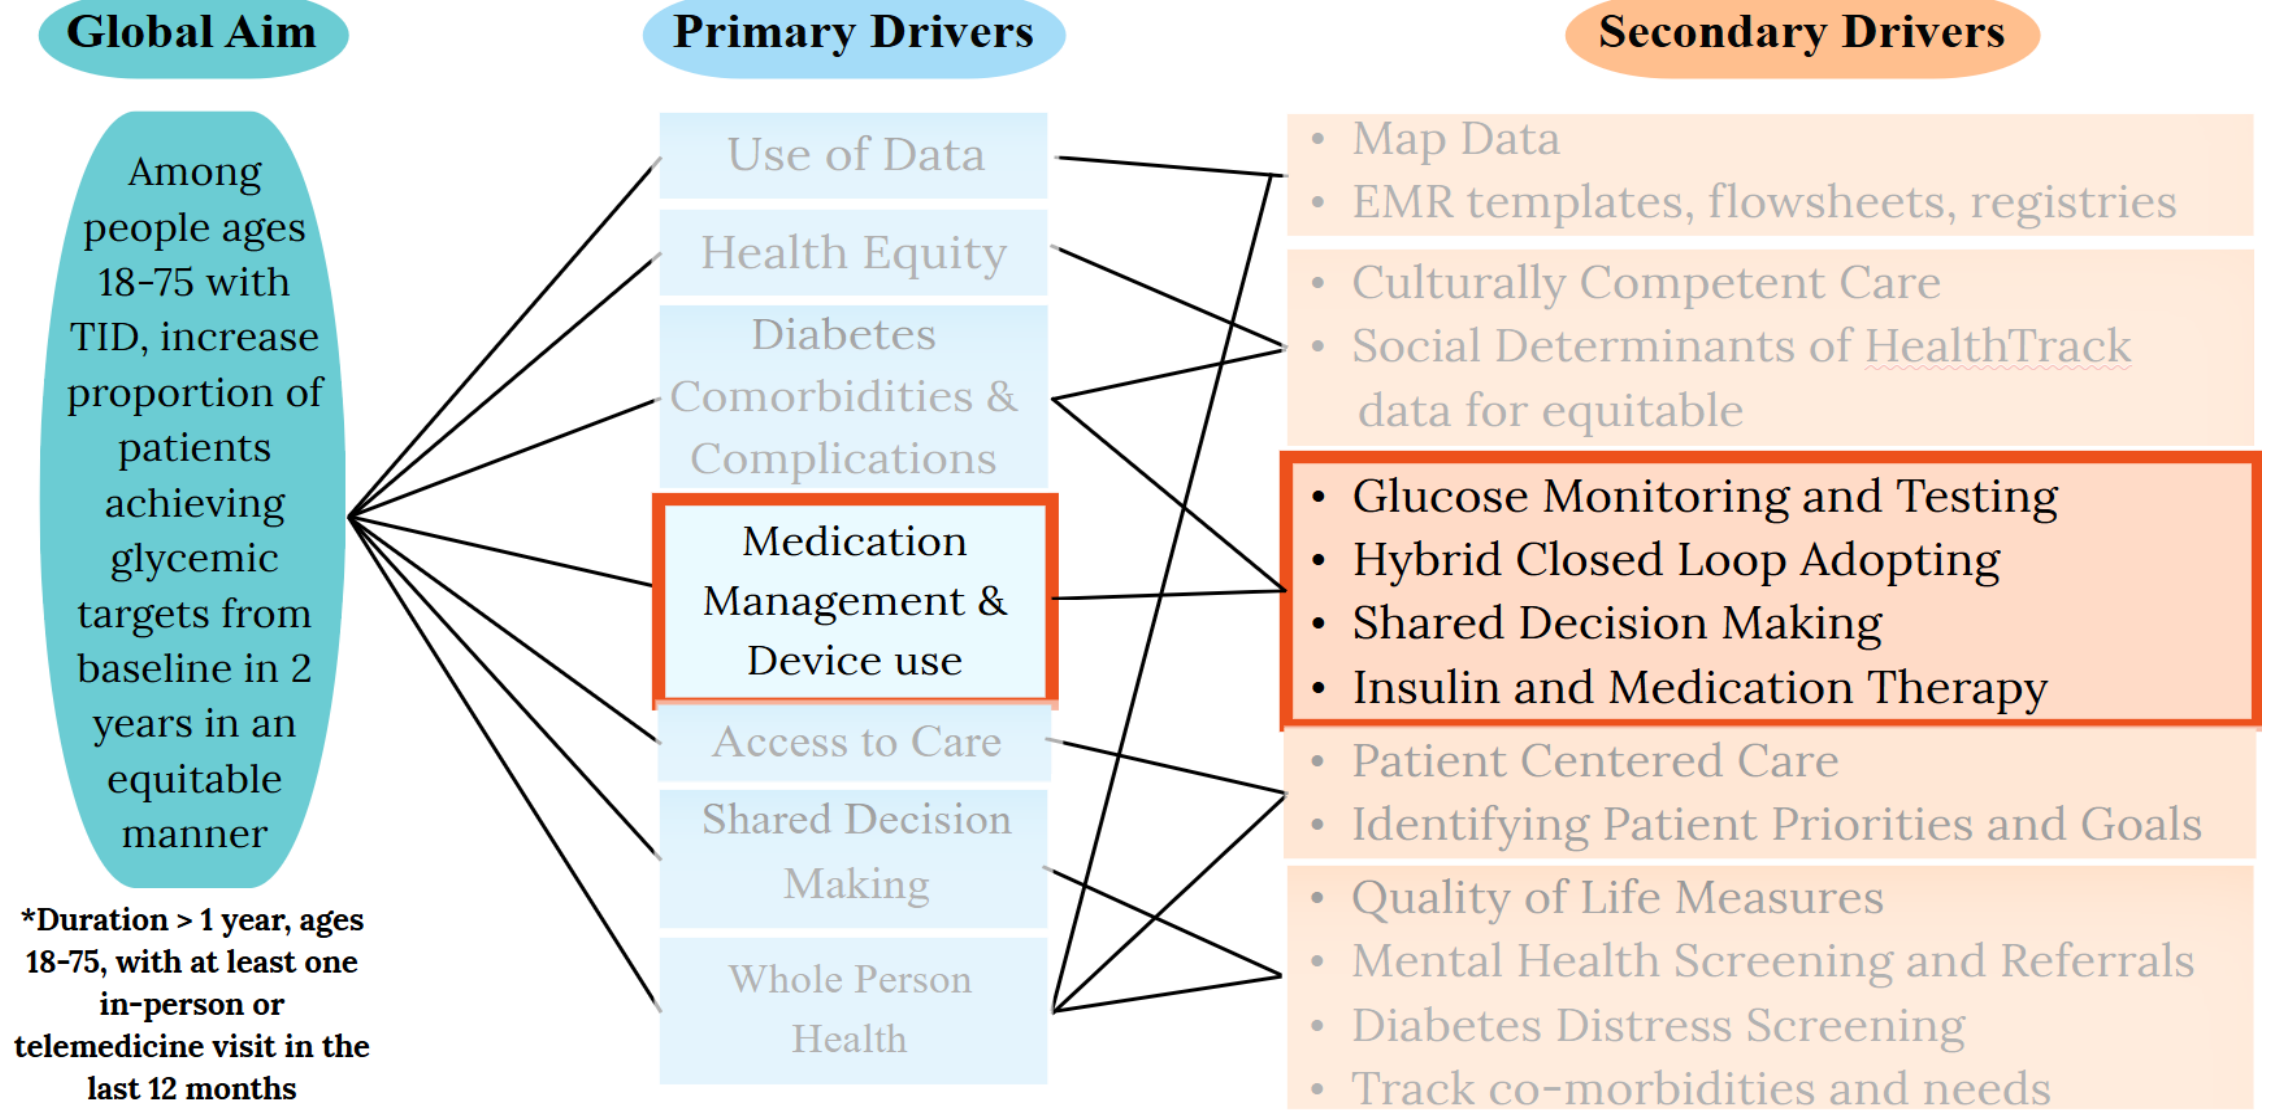 Global Aim
Among
people ages
18-75 with
TID, increase
proportion of
patients
achieving
glycemic
targets from
baseline in 2
years in an
equitable
manner
*Duration > 1 year, ages
18-75, with at least one
in-person or
telemedicine visit in the
last 12 months
Primary Drivers
Use of Data
Health Equity
Diabetes
Comorbidities &
Complications
Medication
Management &
Device use
Access to Care
Shared Decision
Making
Whole Person
Health
Secondary Drivers
• Map Data
• EMR templates, flowsheets, registries
• Culturally Competent Care
• Social Determinants of HealthTrack
data for equitable
• Glucose Monitoring and Testing
• Hybrid Closed Loop Adopting
• Shared Decision Making
• Insulin and Medication Therapy
• Patient Centered Care
• Identifying Patient Priorities and Goals
• Quality of Life Measures
• Mental Health Screening and Referrals
• Diabetes Distress Screening
• Track co-morbidities and needs